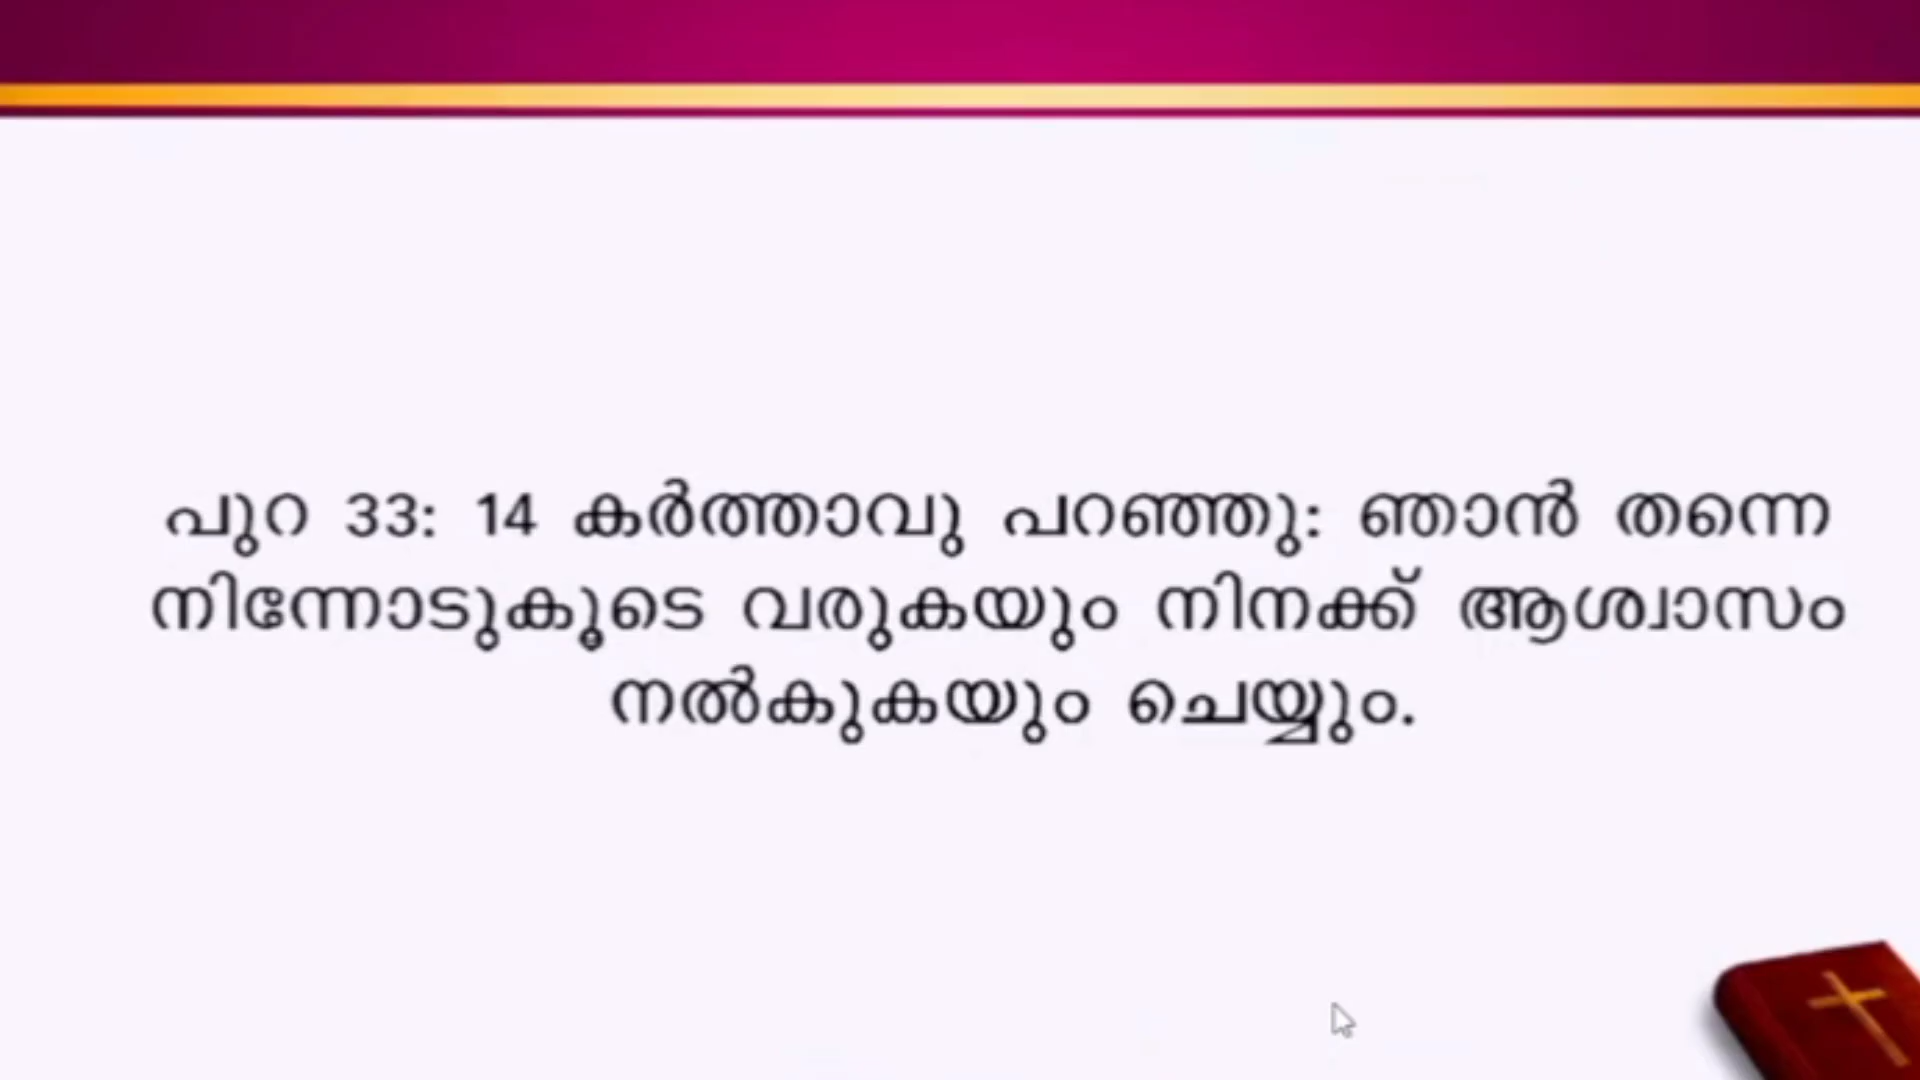 പുറ 33: 14 കർത്താവു പറഞ്ഞു: ഞാൻ തന്നെ
നിന്നോടുകൂടെ വരുകയും നിനക്ക് ആശ്വാസം
നൽകുകയും ചെയ്യും.